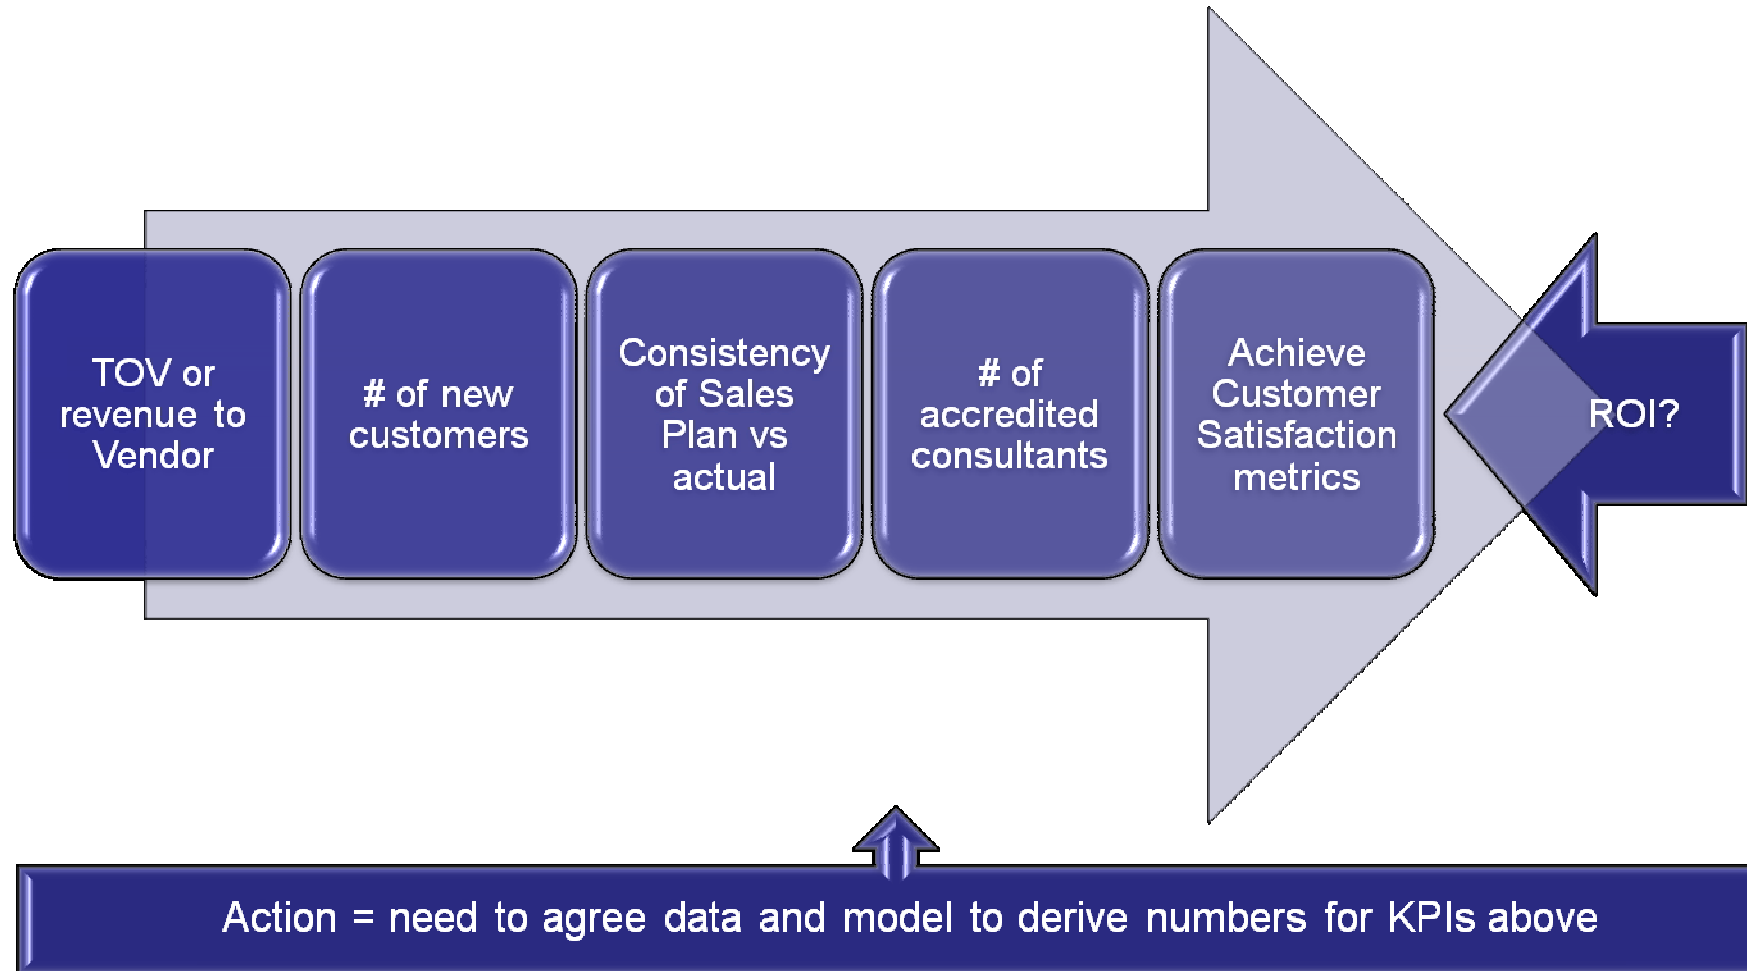 TOV or
revenue to
Vendor
# of new
customers
Consistency
of Sales
Plan vs
actual
# of
accredited
consultants
Achieve
Customer
Satisfaction
metrics
ROI?
Action = need to agree data and model to derive numbers for KPIs above